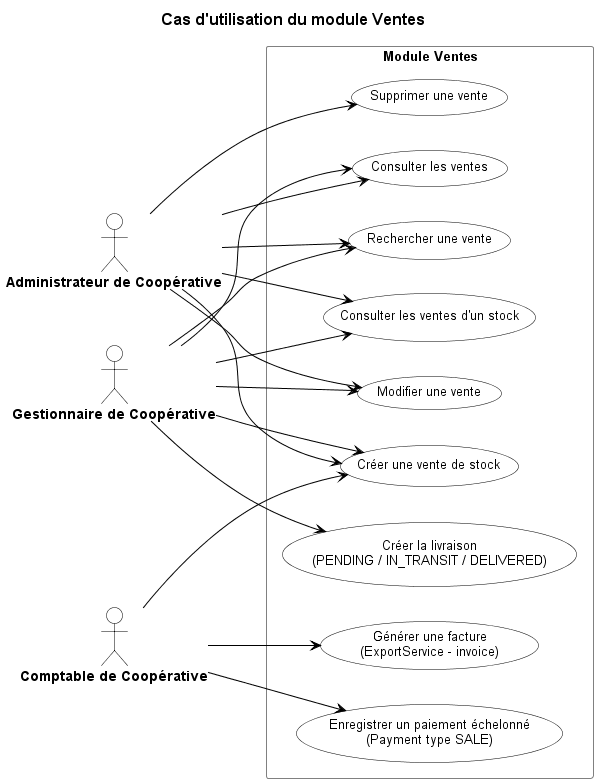 Cas d'utilisation du module Ventes
Module Ventes
Supprimer une vente
Consulter les ventes
Rechercher une vente
Administrateur de Coopérative
Consulter les ventes d'un stock
Modifier une vente
Gestionnaire de Coopérative
Créer une vente de stock
Créer la livraison
(PENDING / IN_TRANSIT / DELIVERED)
Générer une facture
(ExportService - invoice)
Comptable de Coopérative
Enregistrer un paiement échelonné
(Payment type SALE)